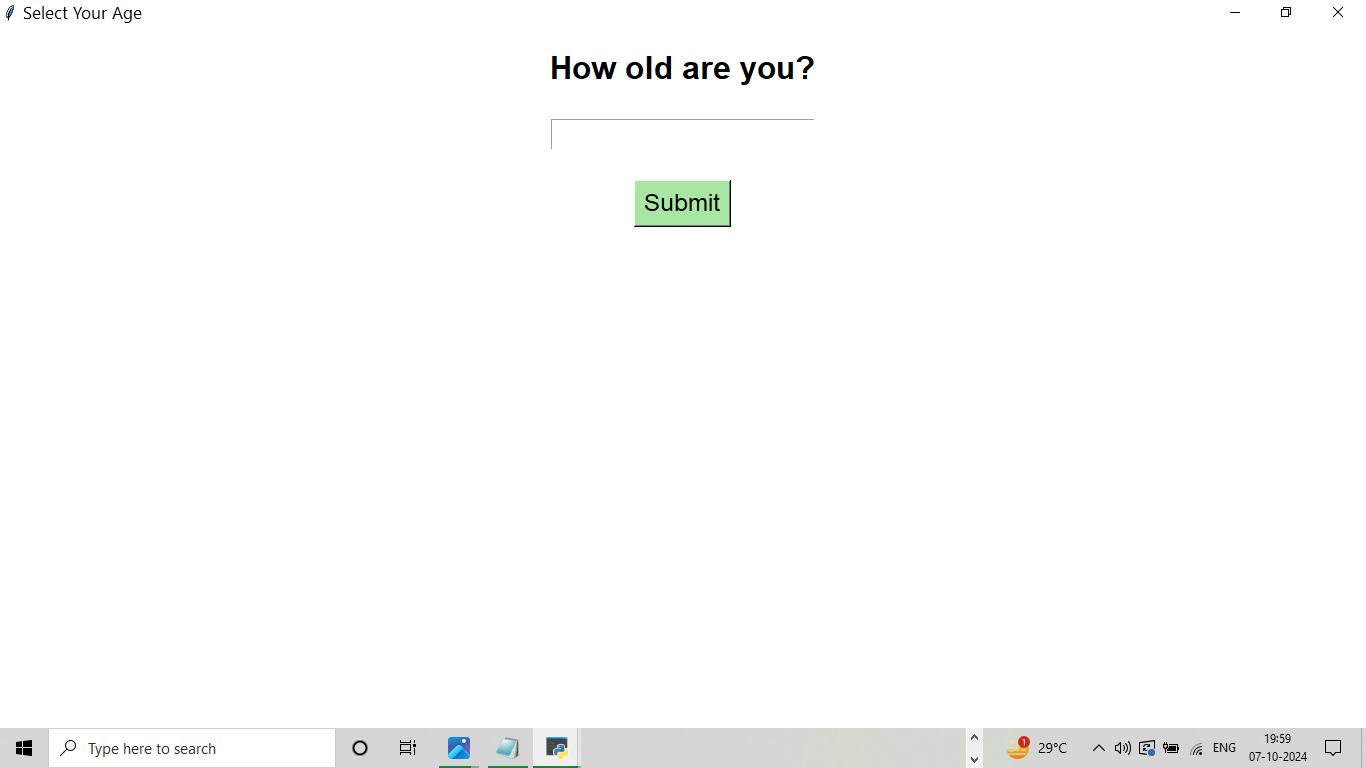 Select Your Age
How old are you?
Submit
Type here to search
1
29°C
ENG
19:59
07-10-2024